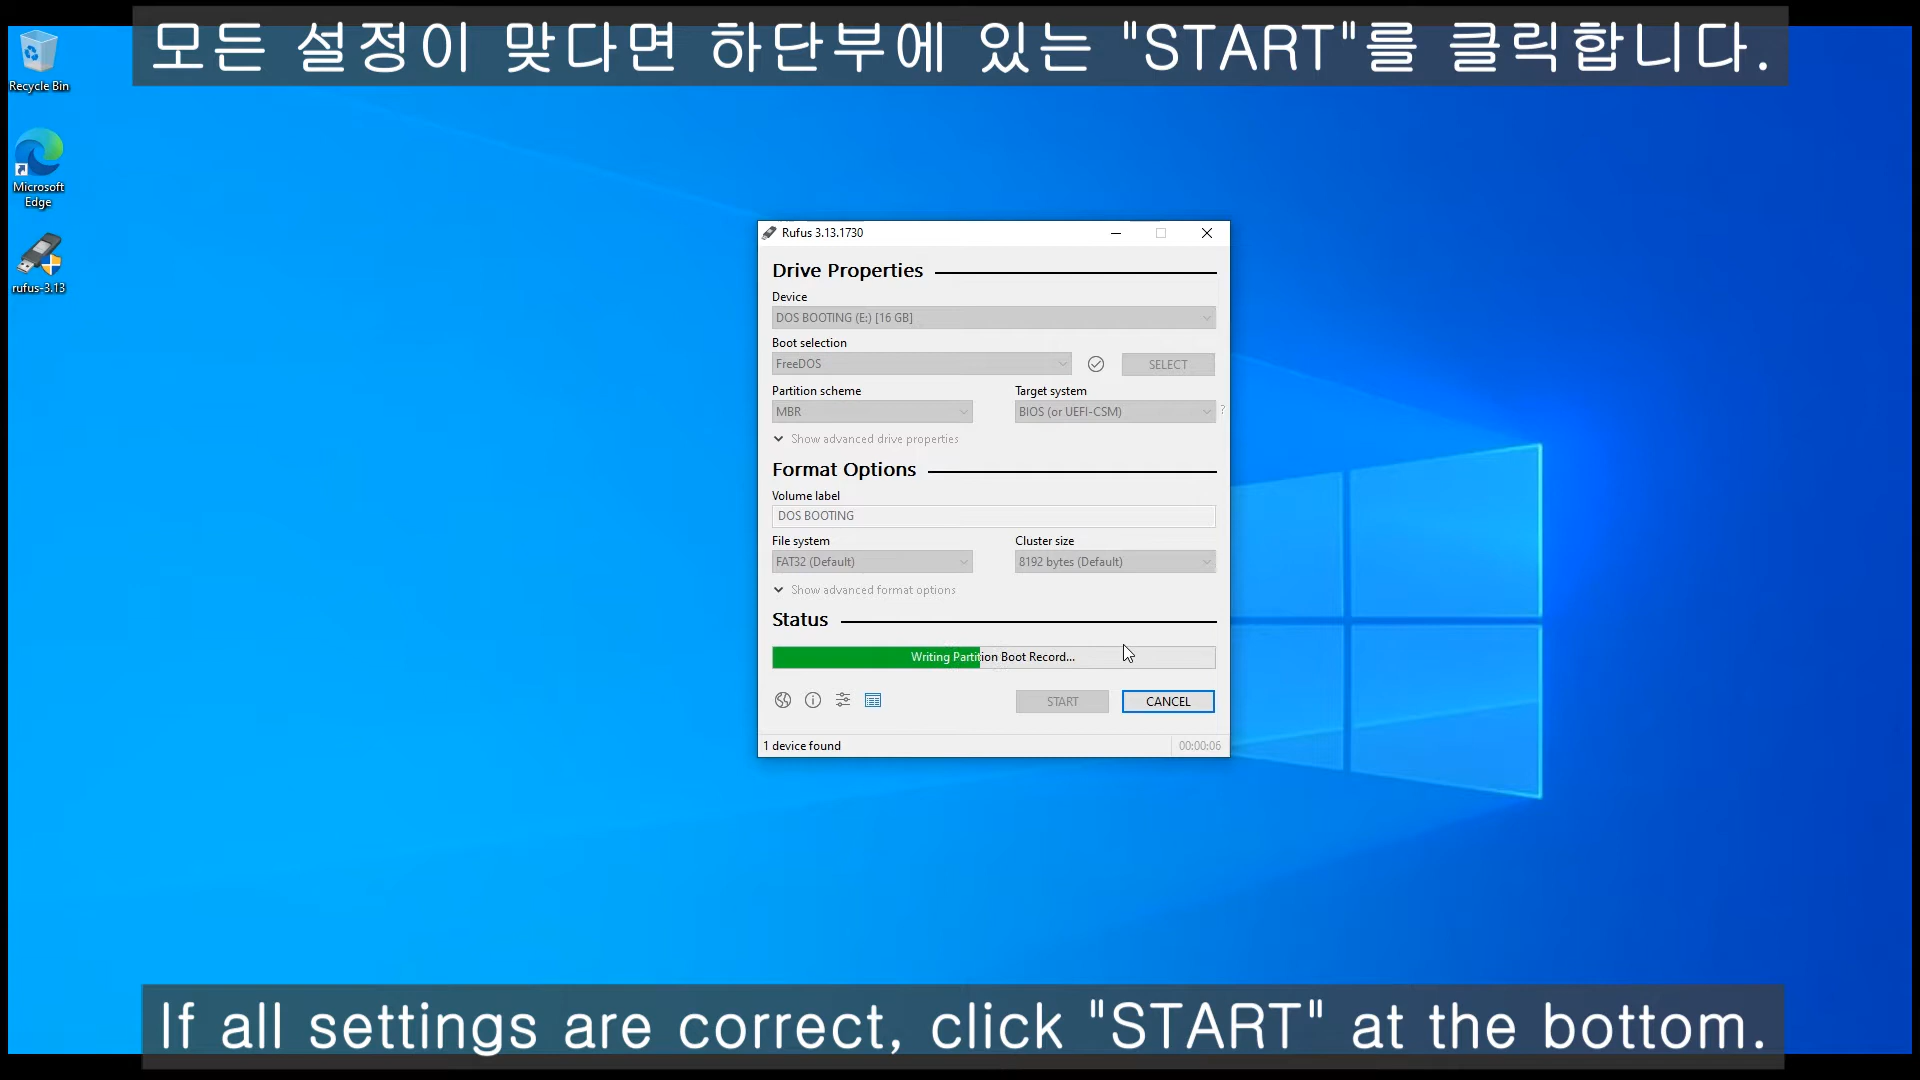 모든 설정이 맞다면 하단부에 있는 "START"를 클릭합니다.
Recycle Bin
Microsoft
Edge
rufus-3.13
Rufus 3.13.1730
Drive Properties
Device
DOS BOOTING (E:) [16 GB]
Boot selection
FreeDOS
SELECT
Partition scheme
Target system
MBR
BIOS (or UEFI-CSM)
?
Show advanced drive properties
Format Options
Volume label
DOS BOOTING
File system
Cluster size
FAT32 (Default)
8192 bytes (Default)
Show advanced format options
Status
Writing Partition Boot Record...
START
CANCEL
1 device found
00:00:06
If all settings are correct, click "START" at the bottom.